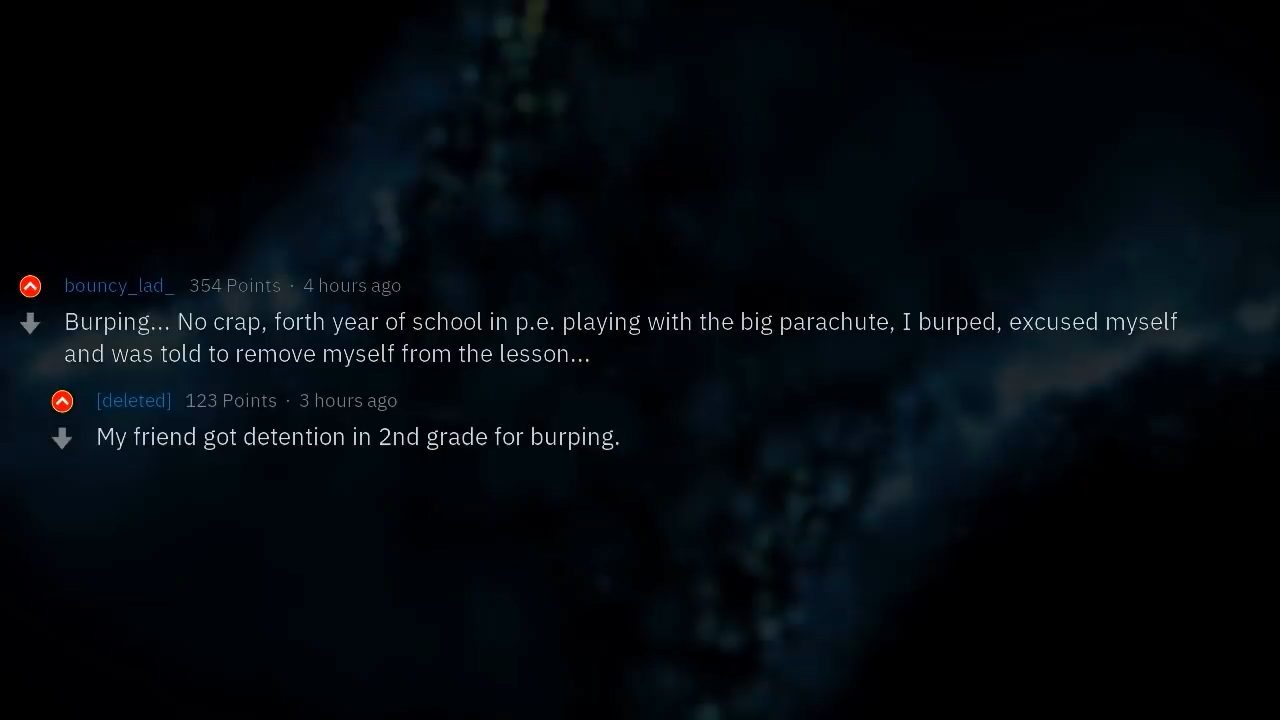 bouncy_lad_ 354 Points · 4 hours ago
Burping... No crap, forth year of school in p.e. playing with the big parachute, I burped, excused myself
and was told to remove myself from the lesson...
[deleted] 123 Points · 3 hours ago
My friend got detention in 2nd grade for burping.